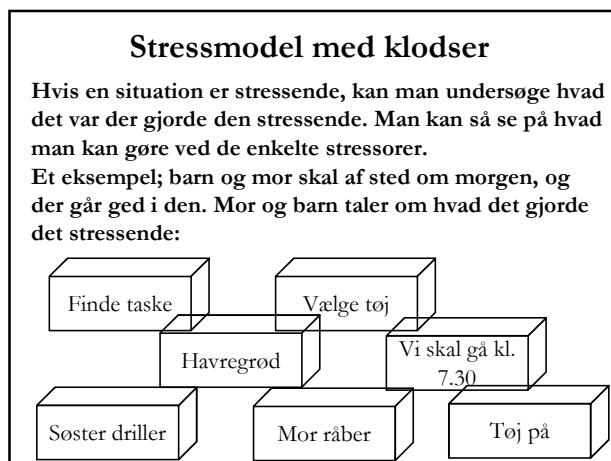 Stressmodel med klodser
Hvis en situation er stressende, kan man undersøge hvad
det var der gjorde den stressende. Man kan så se på hvad
man kan gøre ved de enkelte stressorer.
Et eksempel; barn og mor skal af sted om morgen, og
der går ged i den. Mor og barn taler om hvad det gjorde
det stressende:
Finde taske
Vælge tøj
Havregrød
Vi skal gå kl.
7.30
Søster driller
Mor råber
Tøj på